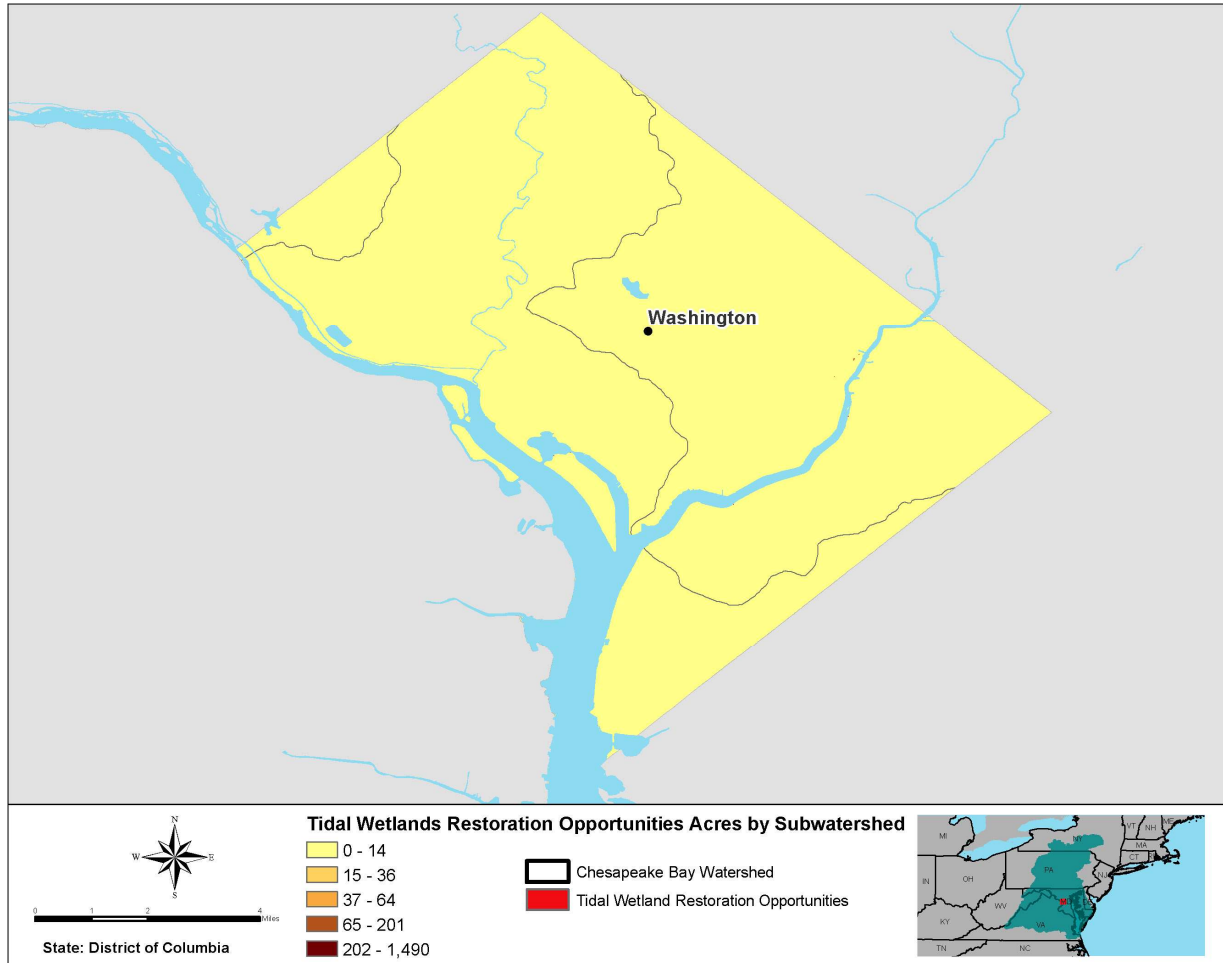 Washington
N
W
E
S
0 1 2 4
Miles
State: District of Columbia
Tidal Wetlands Restoration Opportunities Acres by Subwatershed
0 - 14
15 - 36
37 - 64
65 - 201
202 - 1,490
Chesapeake Bay Watershed
Tidal Wetland Restoration Opportunities
MI
NY
VT
NH
ME
MA
CT
PA
NJ
IN
OH
WV
VA
KY
TN
NC